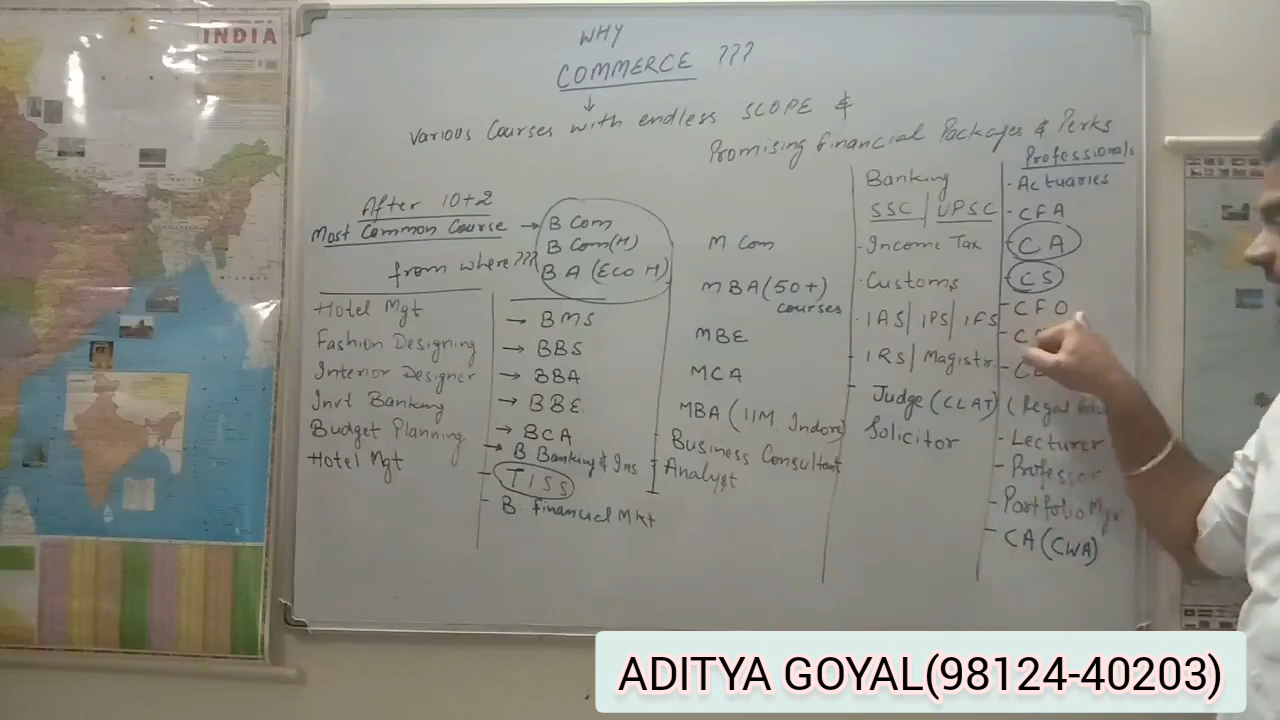 INDIA
WHY
COMMERCE ???
↓
Various Courses with endless SCOPE &
Promising financial Packages & Perks
After 10+2
Most Common Course → B Com
B Com(H)
from where??? B A (Eco H)
Hotel Mgt
Fashion Designing
Interior Designer
Invt Banking
Budget Planning
Hotel Mgt
→ BMS
→ BBS
→ BBA
→ BBE
→ BCA
→ B Banking & Ins
- TISS
- B Financial Mkt
M Com
MBA (50+)
courses
MBE
MCA
MBA (IIM. Indore)
Business Consultant
Analyst
Banking
SSC | UPSC
· Income Tax
· Customs
· IAS| IPS| IFS
- IRS| Magistr
- Judge (CLAT)
Solicitor
Professionals
· Actuaries
- CFA
- CA
- CS
- CFO
- Lecturer
- Professor
- Portfolio Mgr
- CA (CWA)
ADITYA GOYAL(98124-40203)